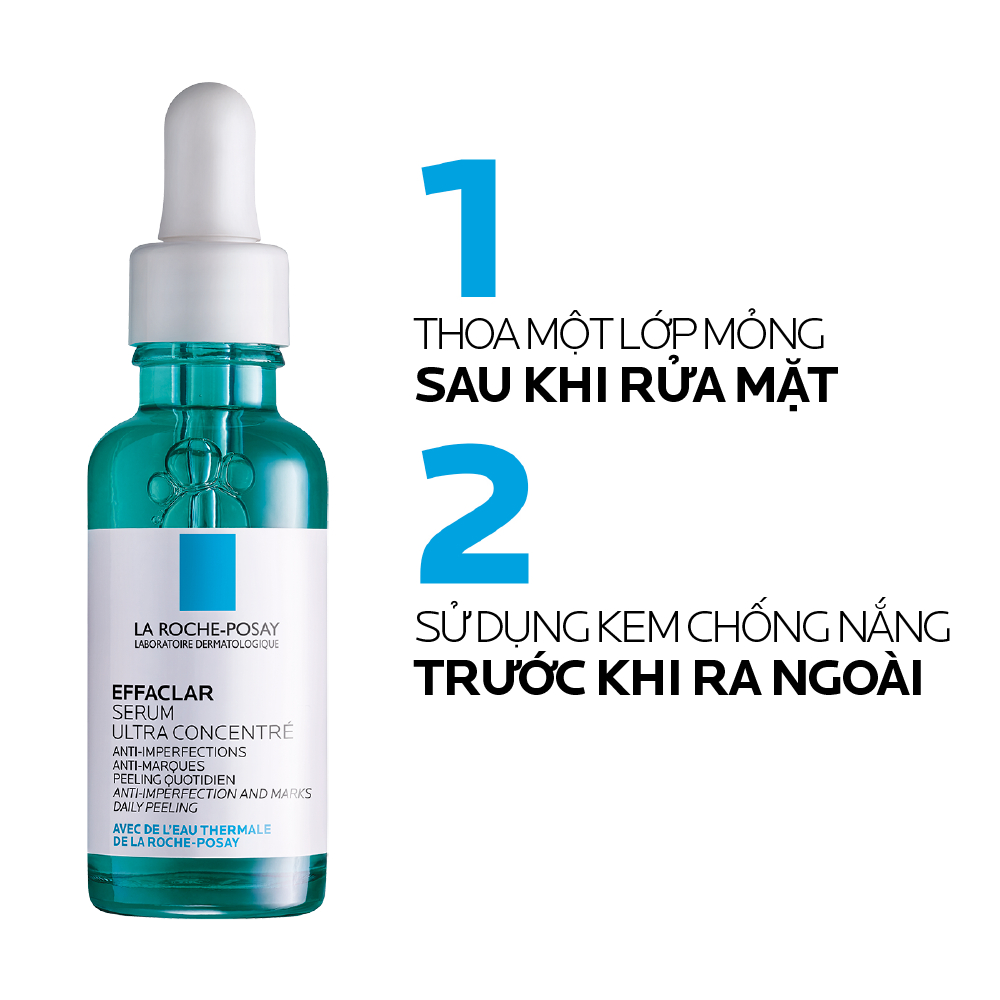 1
THOA MỘT LỚP MỎNG
SAU KHI RỬA MẶT
2
SỬ DỤNG KEM CHỐNG NẮNG
TRƯỚC KHI RA NGOÀI
LA ROCHE-POSAY
LABORATOIRE DERMATOLOGIQUE
EFFACLAR
SERUM
ULTRA CONCENTRÉ
ANTI-IMPERFECTIONS
ANTI-MARQUES
PEELING QUOTIDIEN
ANTI-IMPERFECTION AND MARKS
DAILY PEELING
AVEC DE L'EAU THERMALE
DE LA ROCHE-POSAY